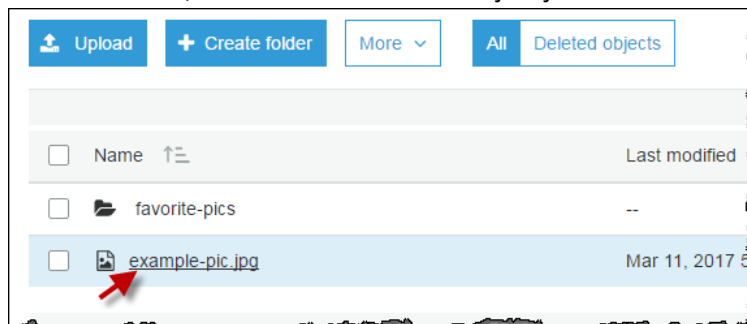 Upload Create folder More All Deleted objects
Name Last modified
favorite-pics --
example-pic.jpg Mar 11, 2017